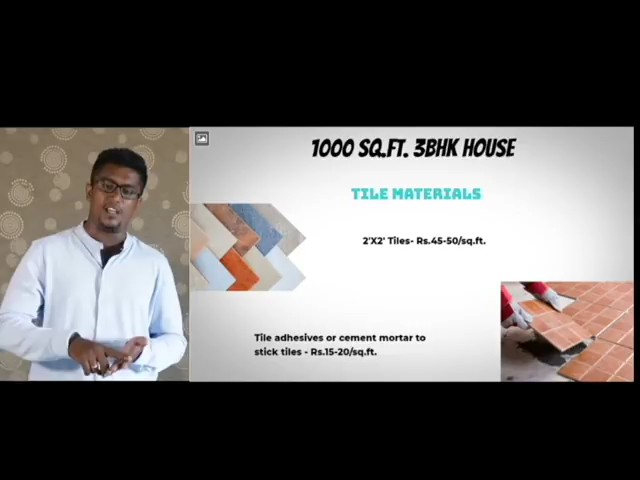 1000 SQ.FT. 3BHK HOUSE
TILE MATERIALS
2'X2' Tiles- Rs.45-50/sq.ft.
Tile adhesives or cement mortar to
stick tiles - Rs.15-20/sq.ft.